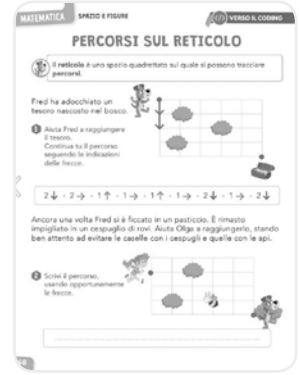 MATEMATICA
SPAZIO E FIGURE
VERSO IL CODING
PERCORSI SUL RETICOLO
Il reticolo è uno spazio quadrettato sul quale si possono tracciare
percorsi.
Fred ha adocchiato un
tesoro nascosto nel bosco.
1 Aiuta Fred a raggiungere
il tesoro.
Continua tu il percorso
seguendo le indicazioni
delle frecce.
2↓ - 2→ - 1↑ - 1→ - 1↑ - 1→ - 2↓ - 1→ - 2↓
Ancora una volta Fred si è ficcato in un pasticcio. È rimasto
impigliato in un cespuglio di rovi. Aiuta Olga a raggiungerlo, stando
ben attento ad evitare le caselle con i cespugli e quelle con le api.
2 Scrivi il percorso,
usando opportunamente
le frecce.